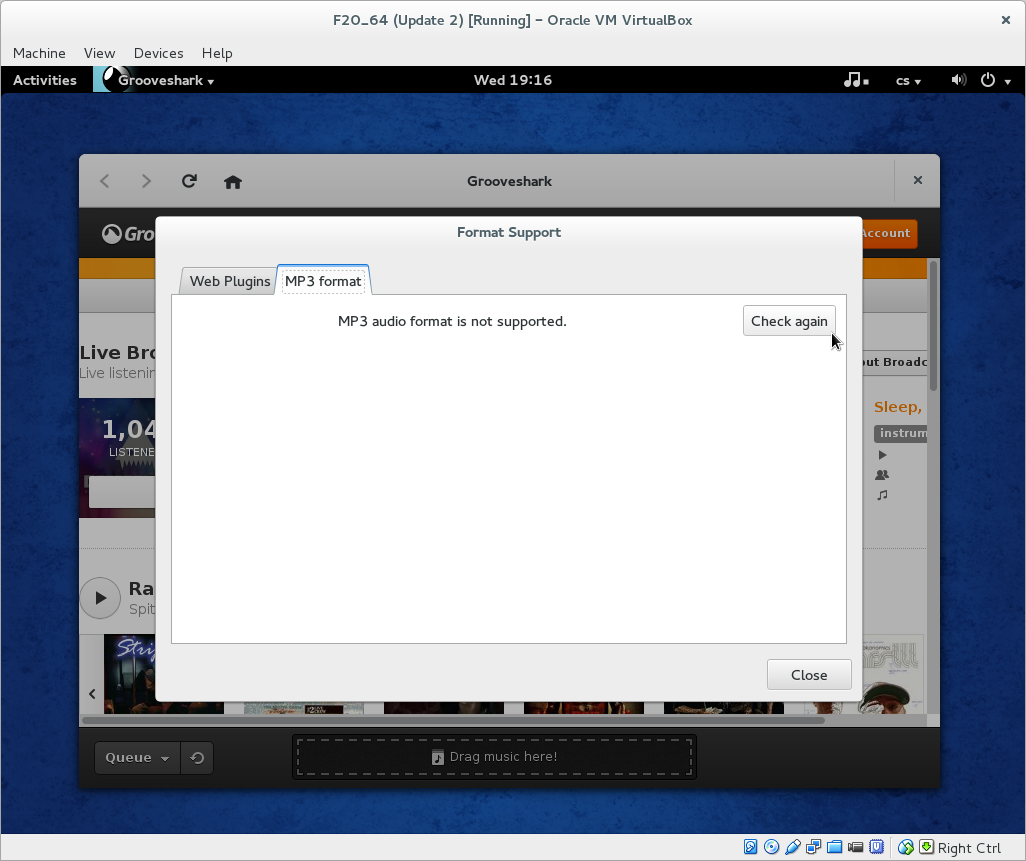 F20_64 (Update 2) [Running] – Oracle VM VirtualBox
Machine View Devices Help
Activities Grooveshark Wed 19:16 cs
Grooveshark
Gro Account
Format Support
Web Plugins MP3 format
MP3 audio format is not supported. Check again
Live Bro
Live listenin
out Broadc
Sleep,
1,04
LISTENE
instrum
Ra
Spit
Close
Queue Drag music here!
Right Ctrl